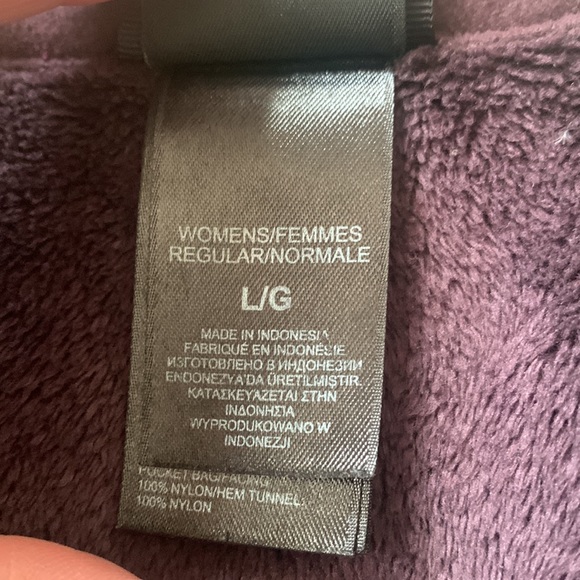 WOMENS/FEMMES
REGULAR/NORMALE
L/G
MADE IN INDONESIA
FABRIQUÉ EN INDONÉSIE
ИЗГОТОВЛЕНО В ИНДОНЕЗИИ
ENDONEZYA'DA ÜRETILMIŞTIR.
ΚΑΤΑΣΚΕΥΑΖΕΤΑΙ ΣΤΗΝ
ΙΝΔΟΝΗΣΙΑ
WYPRODUKOWANO W
INDONEZJI
POCKET BAG/FACING
100% NYLON/HEM TUNNEL.
100% NYLON